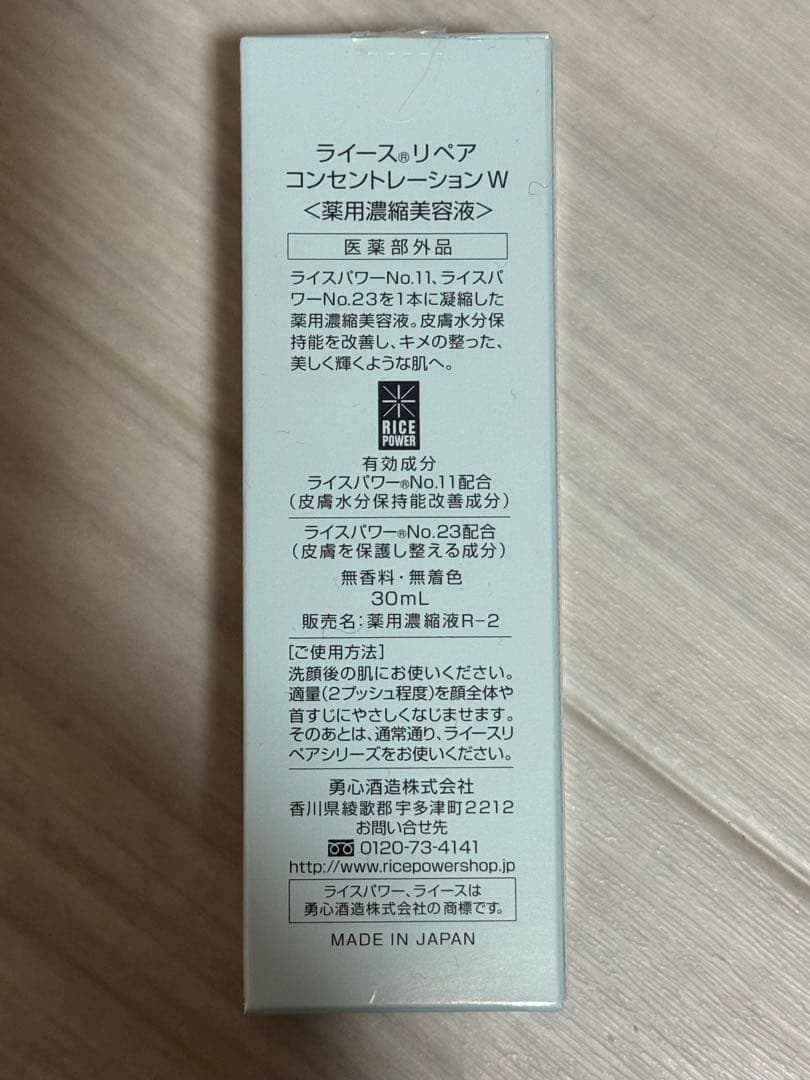 ライース®リペア
コンセントレーションW
<薬用濃縮美容液>
医薬部外品
ライスパワーNo.11、ライスパ
ワーNo.23を1本に凝縮した
薬用濃縮美容液。皮膚水分保
持能を改善し、キメの整った、
美しく輝くような肌へ。
RICE
POWER
有効成分
ライスパワー®No.11配合
(皮膚水分保持能改善成分)
ライスパワー®No.23配合
(皮膚を保護し整える成分)
無香料・無着色
30mL
販売名:薬用濃縮液R-2
[ご使用方法]
洗顔後の肌にお使いください。
適量(2プッシュ程度)を顔全体や
首すじにやさしくなじませます。
そのあとは、通常通り、ライースリ
ペアシリーズをお使いください。
勇心酒造株式会社
香川県綾歌郡宇多津町2212
お問い合せ先
0120-73-4141
http://www.ricepowershop.jp
ライスパワー、ライースは
勇心酒造株式会社の商標です。
MADE IN JAPAN